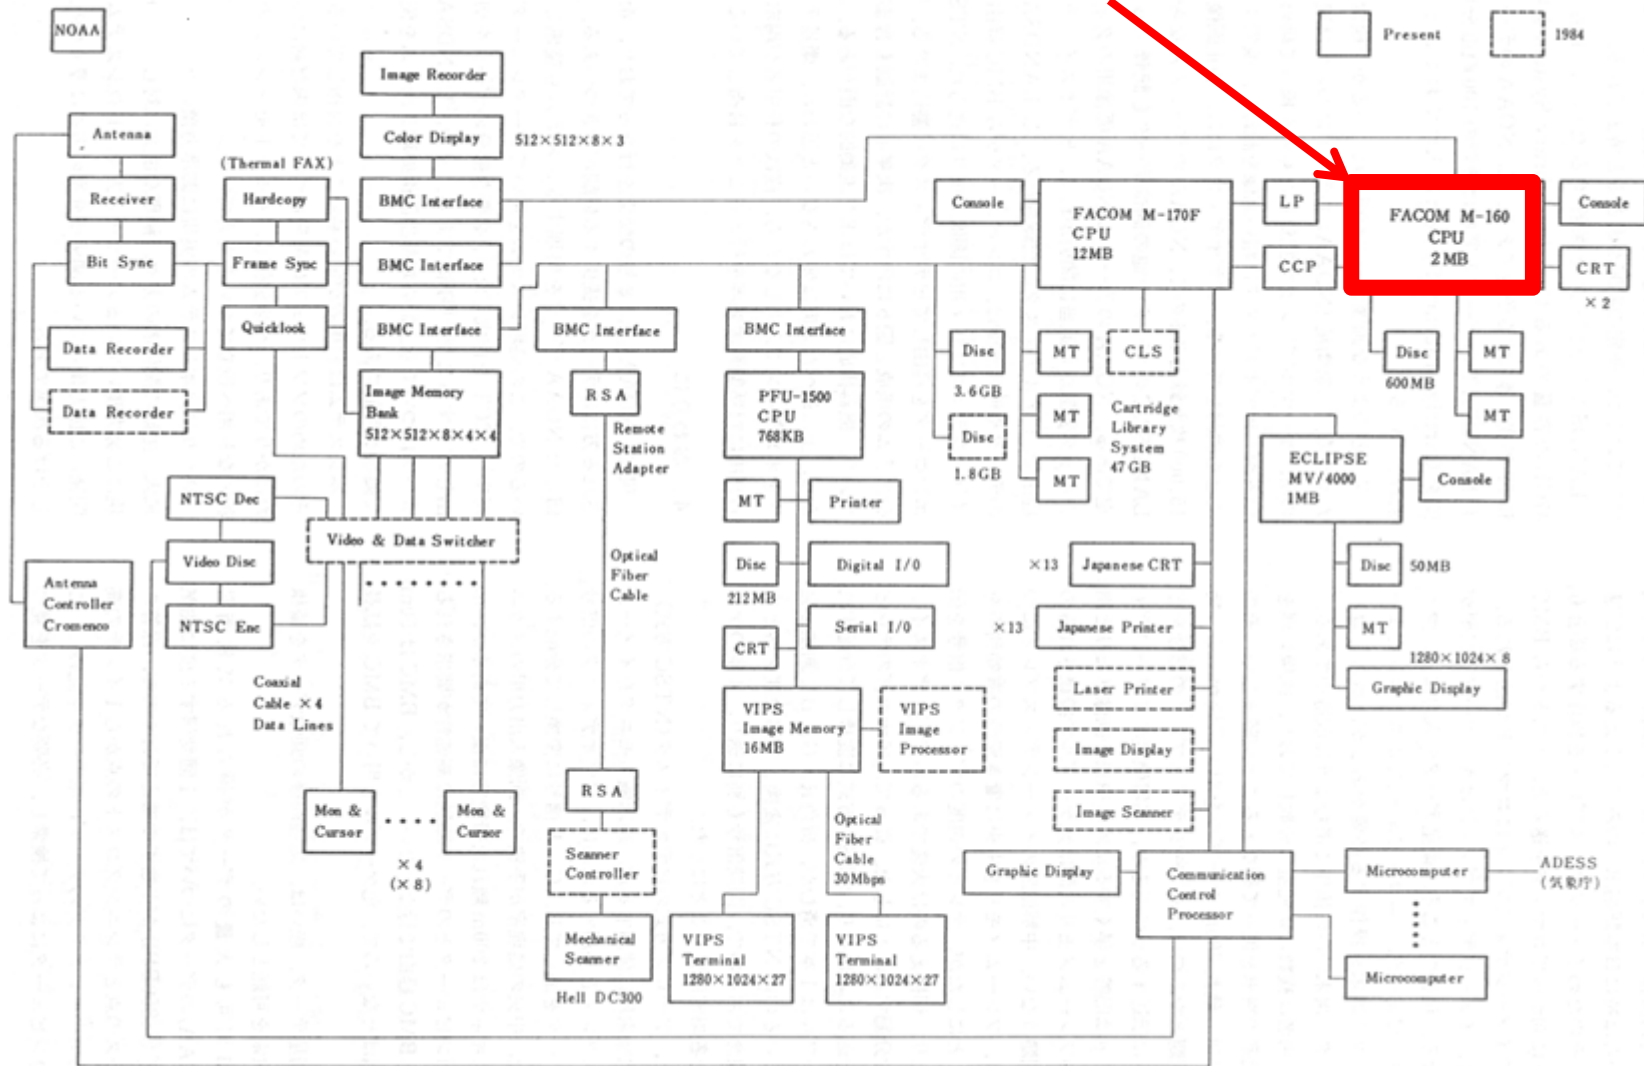 NOAA
Present
1984
Image Recorder
Antenna
Color Display
512×512×8×3
(Thermal FAX)
Receiver
Hardcopy
BMC Interface
Console
FACOM M-170F
CPU
12MB
LP
FACOM M-160
CPU
2MB
Console
Bit Sync
Frame Sync
BMC Interface
CCP
CRT
×2
Quicklook
BMC Interface
BMC Interface
BMC Interface
Data Recorder
Disc
3.6GB
MT
CLS
Disc
600MB
MT
Data Recorder
Image Memory
Bank
512×512×8×4×4
RSA
Remote
Station
Adapter
PFU-1500
CPU
768KB
Disc
1.8GB
MT
Cartridge
Library
System
47GB
MT
MT
ECLIPSE
MV/4000
1MB
Console
NTSC Dec
MT
Printer
Video & Data Switcher
Video Disc
Optical
Fiber
Cable
Disc
212MB
Digital I/O
×13
Japanese CRT
Disc
50MB
Antenna
Controller
Cromenco
NTSC Enc
Serial I/O
×13
Japanese Printer
MT
CRT
1280×1024×8
Graphic Display
Coaxial
Cable ×4
Data Lines
VIPS
Image Memory
16MB
VIPS
Image
Processor
Laser Printer
Image Display
RSA
Mon &
Cursor
Mon &
Cursor
×4
(×8)
Optical
Fiber
Cable
30Mbps
Image Scanner
Scanner
Controller
Graphic Display
Communication
Control
Processor
Microcomputer
ADESS
(気象庁)
Mechanical
Scanner
Hell DC300
VIPS
Terminal
1280×1024×27
VIPS
Terminal
1280×1024×27
Microcomputer